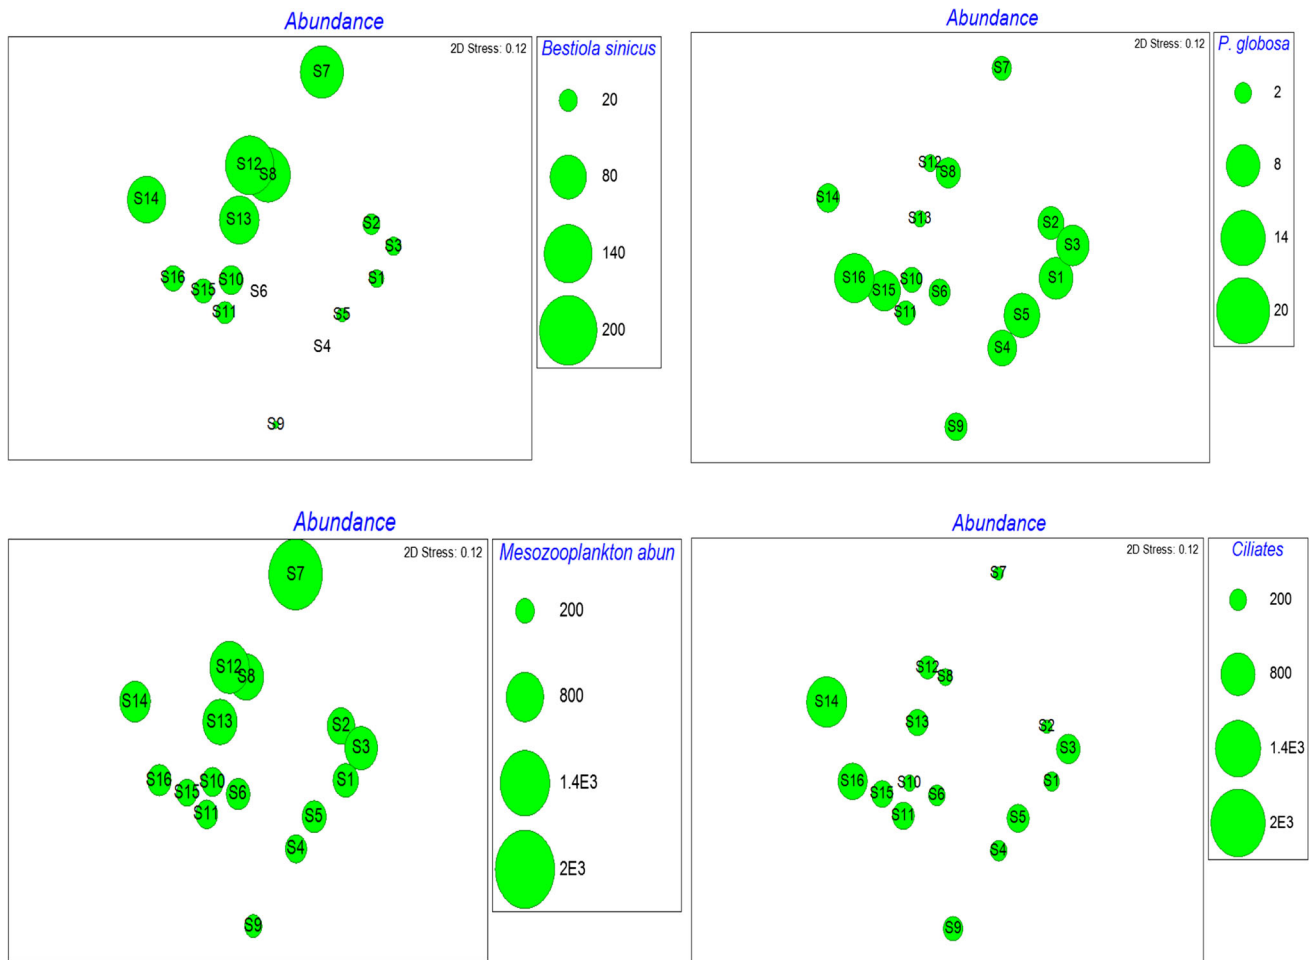 Abundance
2D Stress: 0.12
Bestiola sinicus
20
80
140
200
S7
S12
S8
S14
S13
S2
S3
S16
S15
S10
S6
S1
S11
S5
S4
S9
Abundance
2D Stress: 0.12
P. globosa
2
8
14
20
S7
S12
S8
S14
S13
S2
S3
S16
S15
S10
S6
S1
S11
S5
S4
S9
Abundance
2D Stress: 0.12
Mesozooplankton abun
200
800
1.4E3
2E3
S7
S12
S8
S14
S13
S2
S3
S16
S15
S10
S6
S1
S11
S5
S4
S9
Abundance
2D Stress: 0.12
Ciliates
200
800
1.4E3
2E3
S7
S12
S8
S14
S13
S2
S3
S16
S15
S10
S6
S1
S11
S5
S4
S9